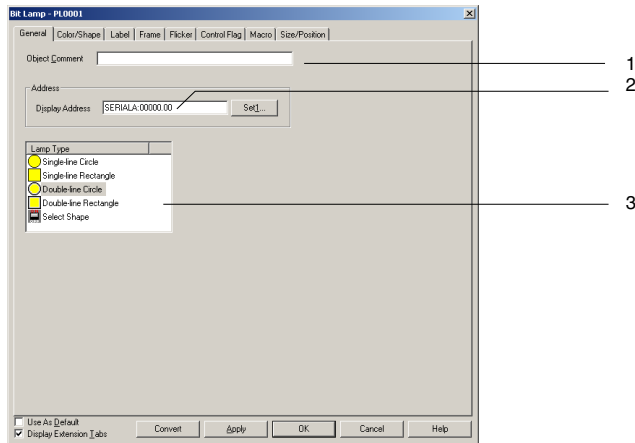 Bit Lamp - PL0001
General Color/Shape Label Frame Flicker Control Flag Macro Size/Position
Object Comment
1
Address
2
Display Address SERIALA:00000.00 Set1...
Lamp Type
Single-line Circle
Single-line Rectangle
Double-line Circle
Double-line Rectangle
3
Select Shape
Use As Default
Display Extension Tabs
Convert Apply OK Cancel Help